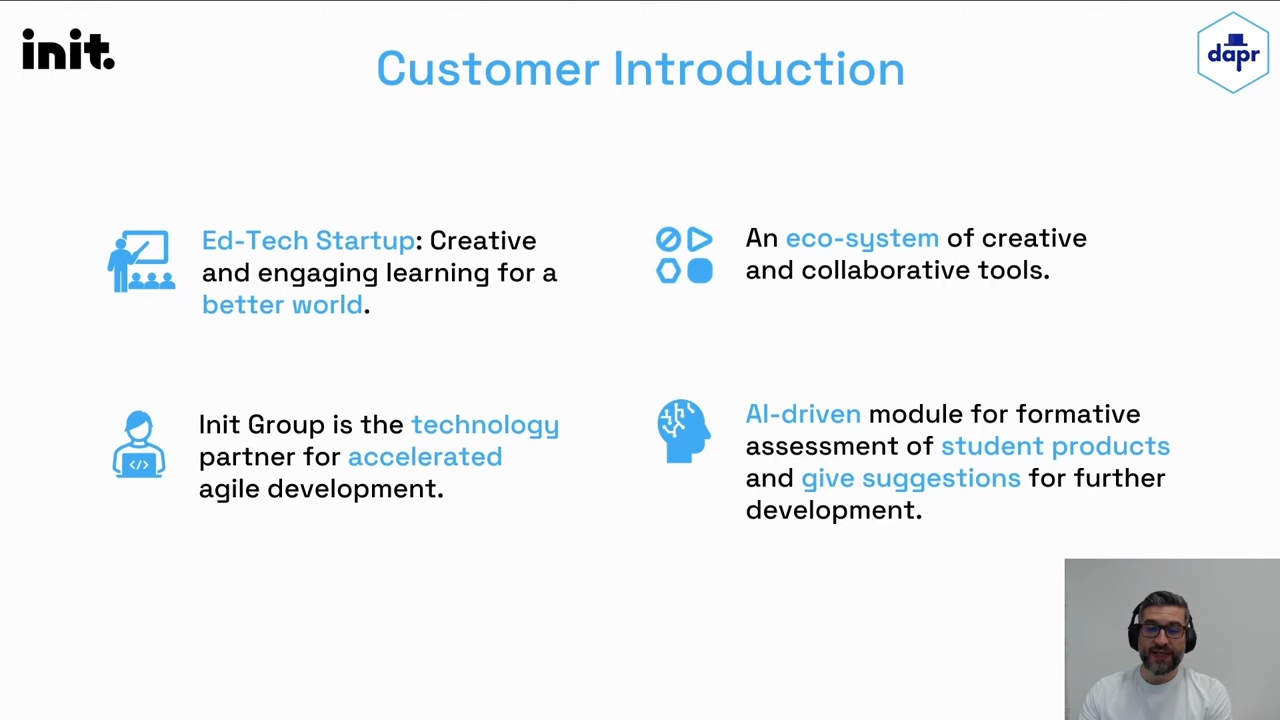 init.
dapr
Customer Introduction
Ed-Tech Startup: Creative
and engaging learning for a
better world.
An eco-system of creative
and collaborative tools.
Init Group is the technology
partner for accelerated
agile development.
</>
AI-driven module for formative
assessment of student products
and give suggestions for further
development.